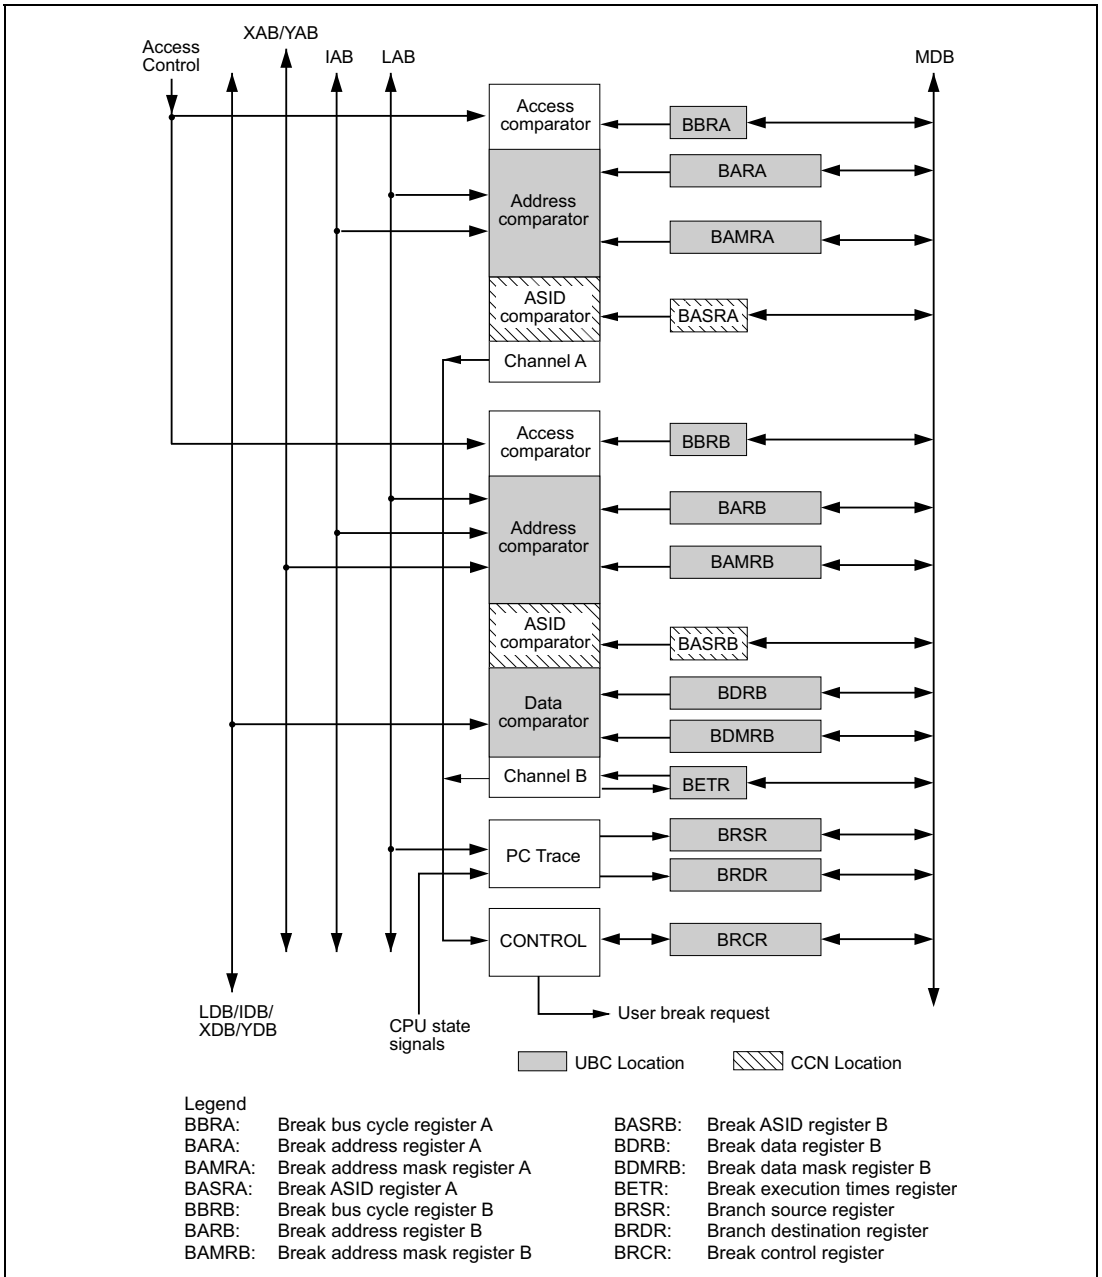 XAB/YAB
Access
Control
IAB
LAB
MDB
Access
comparator
BBRA
BARA
Address
comparator
BAMRA
ASID
comparator
BASRA
Channel A
Access
comparator
BBRB
BARB
Address
comparator
BAMRB
ASID
comparator
BASRB
BDRB
Data
comparator
BDMRB
Channel B
BETR
BRSR
PC Trace
BRDR
CONTROL
BRCR
LDB/IDB/
XDB/YDB
CPU state
signals
User break request
UBC Location
CCN Location
Legend
BBRA: Break bus cycle register A
BARA: Break address register A
BAMRA: Break address mask register A
BASRA: Break ASID register A
BBRB: Break bus cycle register B
BARB: Break address register B
BAMRB: Break address mask register B
BASRB: Break ASID register B
BDRB: Break data register B
BDMRB: Break data mask register B
BETR: Break execution times register
BRSR: Branch source register
BRDR: Branch destination register
BRCR: Break control register